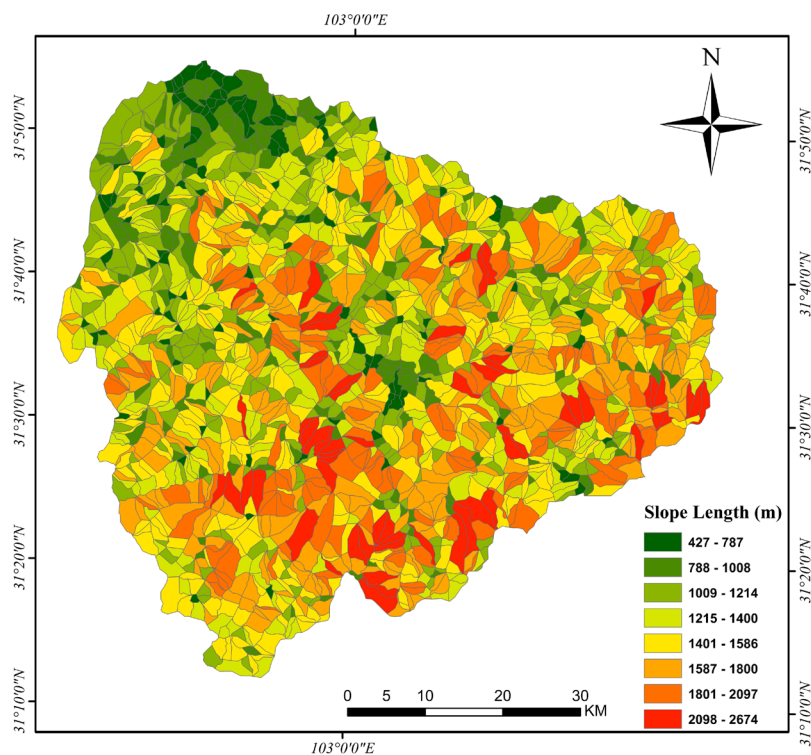 103°0'0"E
N
31°50'0"N
31°50'0"N
31°40'0"N
31°40'0"N
31°30'0"N
31°30'0"N
31°20'0"N
31°20'0"N
31°10'0"N
31°10'0"N
Slope Length (m)
427 - 787
788 - 1008
1009 - 1214
1215 - 1400
1401 - 1586
1587 - 1800
1801 - 2097
2098 - 2674
0 5 10 20 30
KM
103°0'0"E